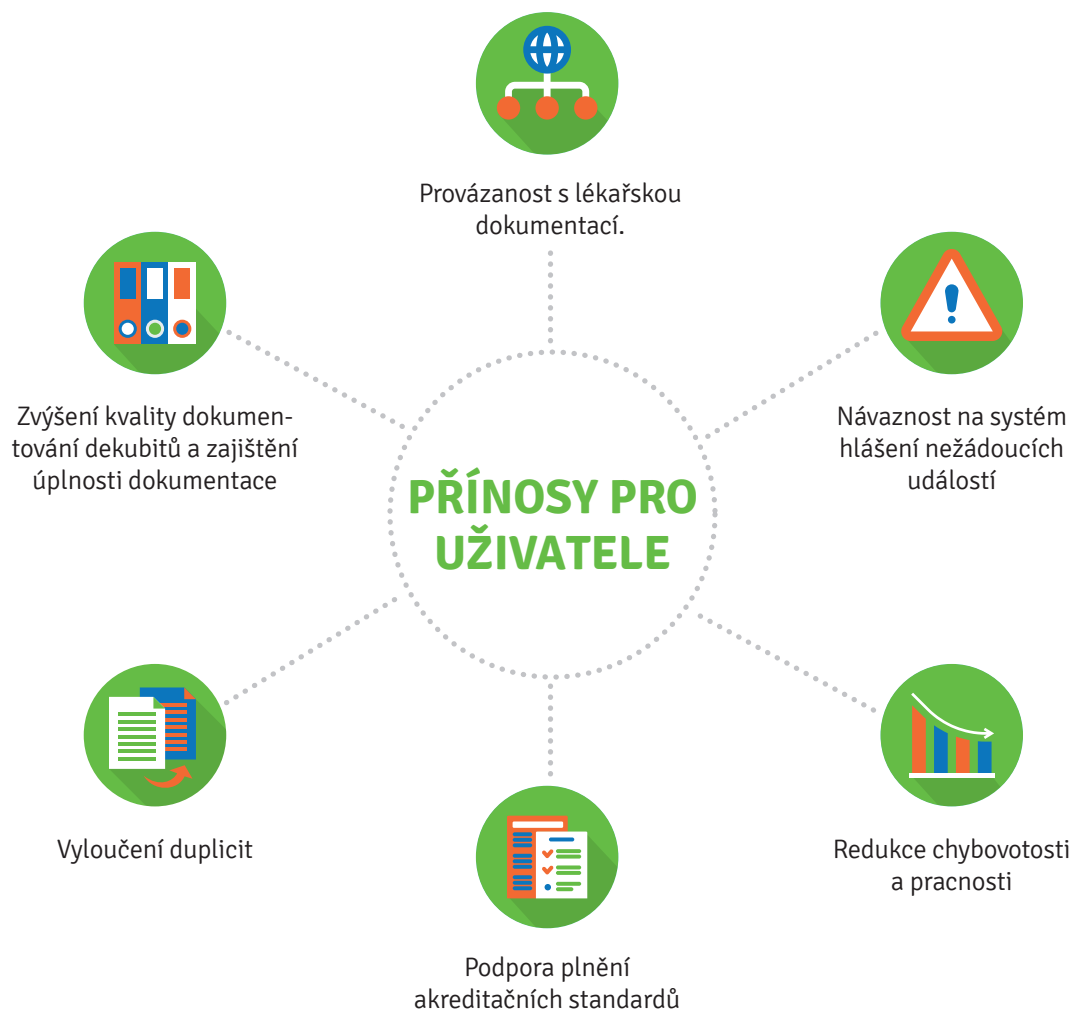 Provázanost s lékařskou
dokumentací.
Zvýšení kvality dokumen-
tování dekubitů a zajištění
úplnosti dokumentace
Návaznost na systém
hlášení nežádoucích
událostí
PŘÍNOSY PRO
UŽIVATELE
Vyloučení duplicit
Redukce chybovotosti
a pracnosti
Podpora plnění
akreditačních standardů